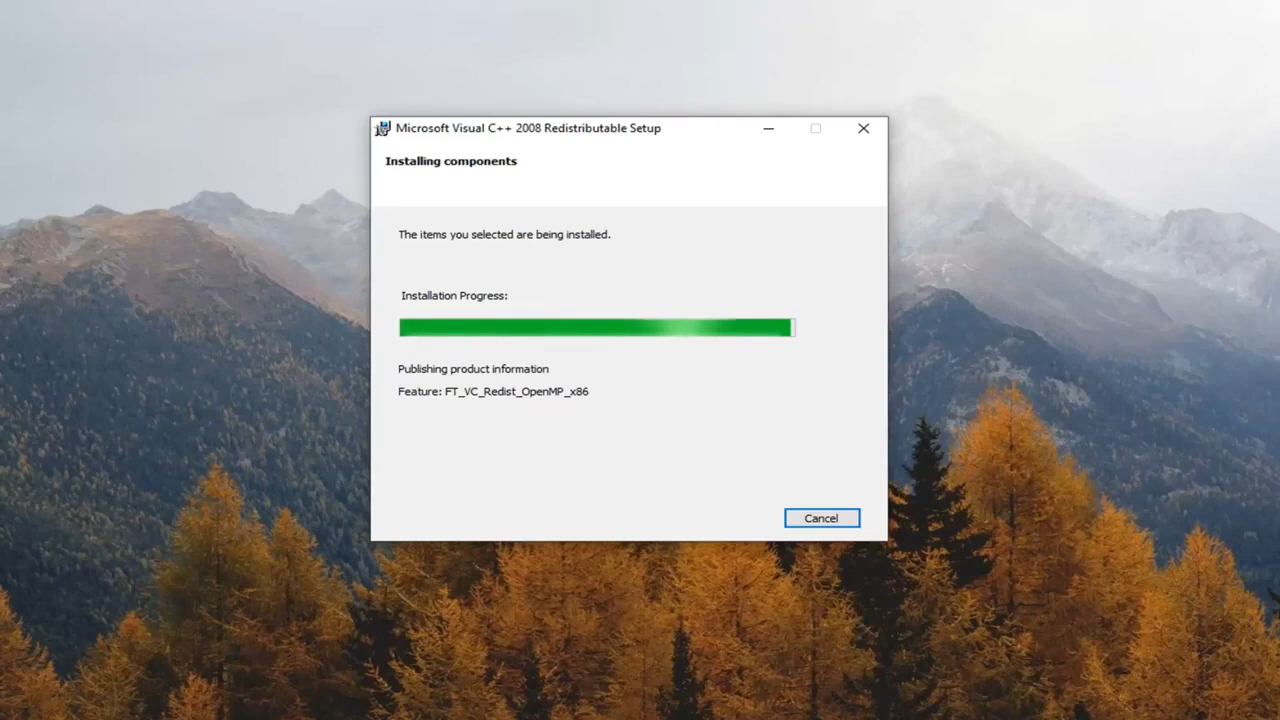 Microsoft Visual C++ 2008 Redistributable Setup
Installing components
The items you selected are being installed.
Installation Progress:
Publishing product information
Feature: FT_VC_Redist_OpenMP_x86
Cancel